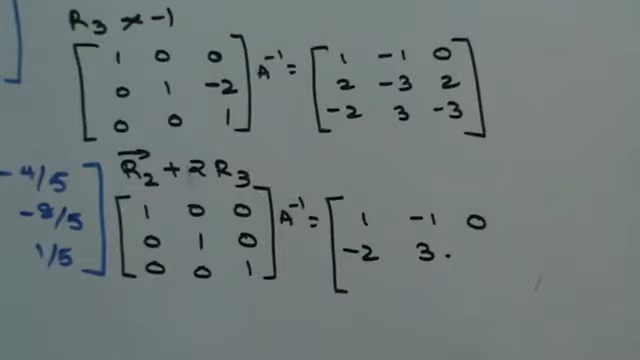 R₃ × -1
[ 1 0 0 ] A⁻¹ = [ 1 -1 0 ]
[ 0 1 -2 ] [ 2 -3 2 ]
[ 0 0 1 ] [ -2 3 -3 ]
R₂ + 2R₃
-4/5 ] [ 1 0 0 ] A⁻¹ = [ 1 -1 0
-8/5 ] [ 0 1 0 ] -2 3 .
1/5 ] [ 0 0 1 ]